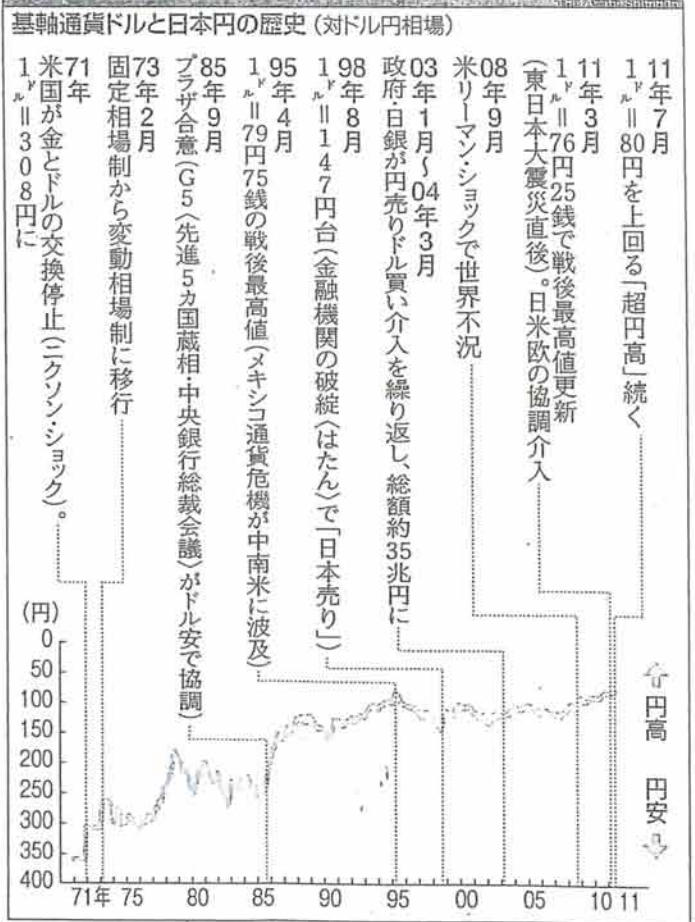 基軸通貨ドルと日本円の歴史（対ドル円相場）
11年7月
1ドル＝80円を上回る「超円高」続く
11年3月
1ドル＝76円25銭で戦後最高値更新
（東日本大震災直後）。日米欧の協調介入
08年9月
米リーマン・ショックで世界不況
03年1月〜04年3月
政府・日銀が円売りドル買い介入を繰り返し、総額約35兆円に
98年8月
1ドル＝147円台（金融機関の破綻〈はたん〉で「日本売り」）
95年4月
1ドル＝79円75銭の戦後最高値（メキシコ通貨危機が中南米に波及）
85年9月
プラザ合意（G5〈先進5カ国蔵相・中央銀行総裁会議〉がドル安で協調）
73年2月
固定相場制から変動相場制に移行
71年
米国が金とドルの交換停止（ニクソン・ショック）。
1ドル＝308円に
（円）
0
50
100
150
200
250
300
350
400
⇧円高 円安⇩
71年 75 80 85 90 95 00 05 10 11